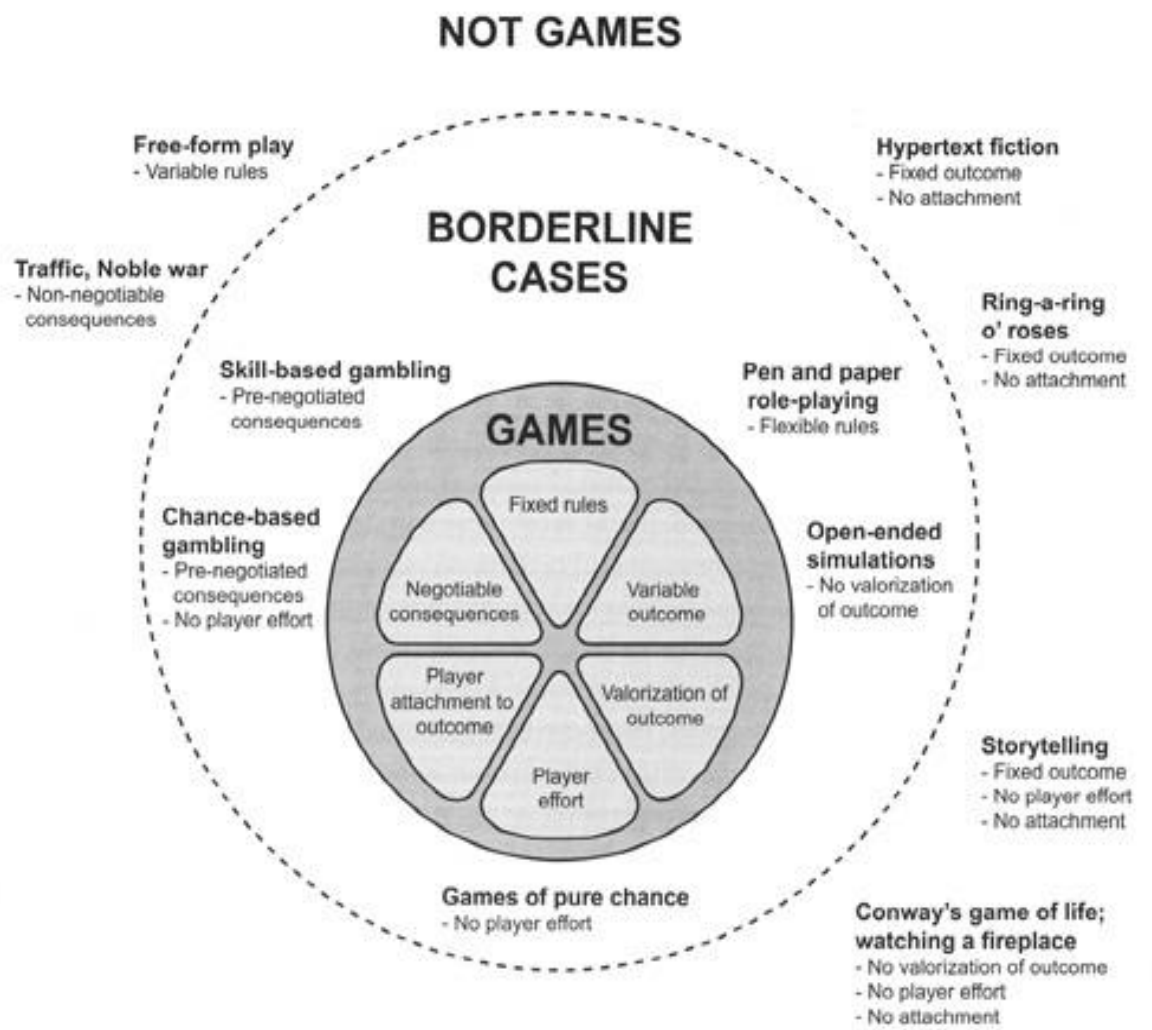 NOT GAMES
Free-form play
- Variable rules
Hypertext fiction
- Fixed outcome
- No attachment
BORDERLINE
CASES
Traffic, Noble war
- Non-negotiable
consequences
Ring-a-ring
o' roses
- Fixed outcome
- No attachment
Skill-based gambling
- Pre-negotiated
consequences
Pen and paper
role-playing
- Flexible rules
GAMES
Fixed rules
Chance-based
gambling
- Pre-negotiated
consequences
- No player effort
Negotiable
consequences
Variable
outcome
Open-ended
simulations
- No valorization
of outcome
Player
attachment to
outcome
Valorization of
outcome
Player
effort
Storytelling
- Fixed outcome
- No player effort
- No attachment
Games of pure chance
- No player effort
Conway's game of life;
watching a fireplace
- No valorization of outcome
- No player effort
- No attachment